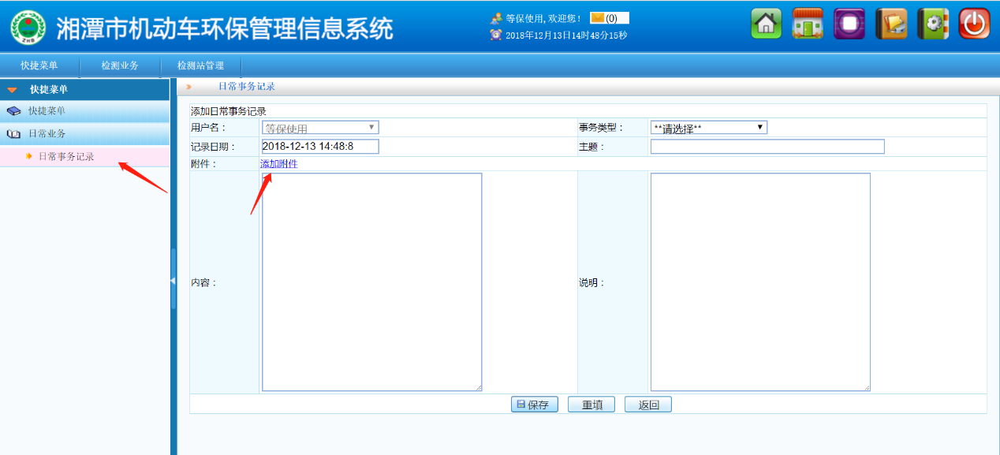 湘潭市机动车环保管理信息系统
等保使用, 欢迎您！ (0)
2018年12月13日14时48分15秒
快捷菜单 检测业务 检测站管理
快捷菜单
日常事务记录
快捷菜单
日常业务
日常事务记录
添加日常事务记录
用户名： 等保使用 事务类型： **请选择**
记录日期： 2018-12-13 14:48:8 主题：
附件： 添加附件
内容： 说明：
保存 重填 返回